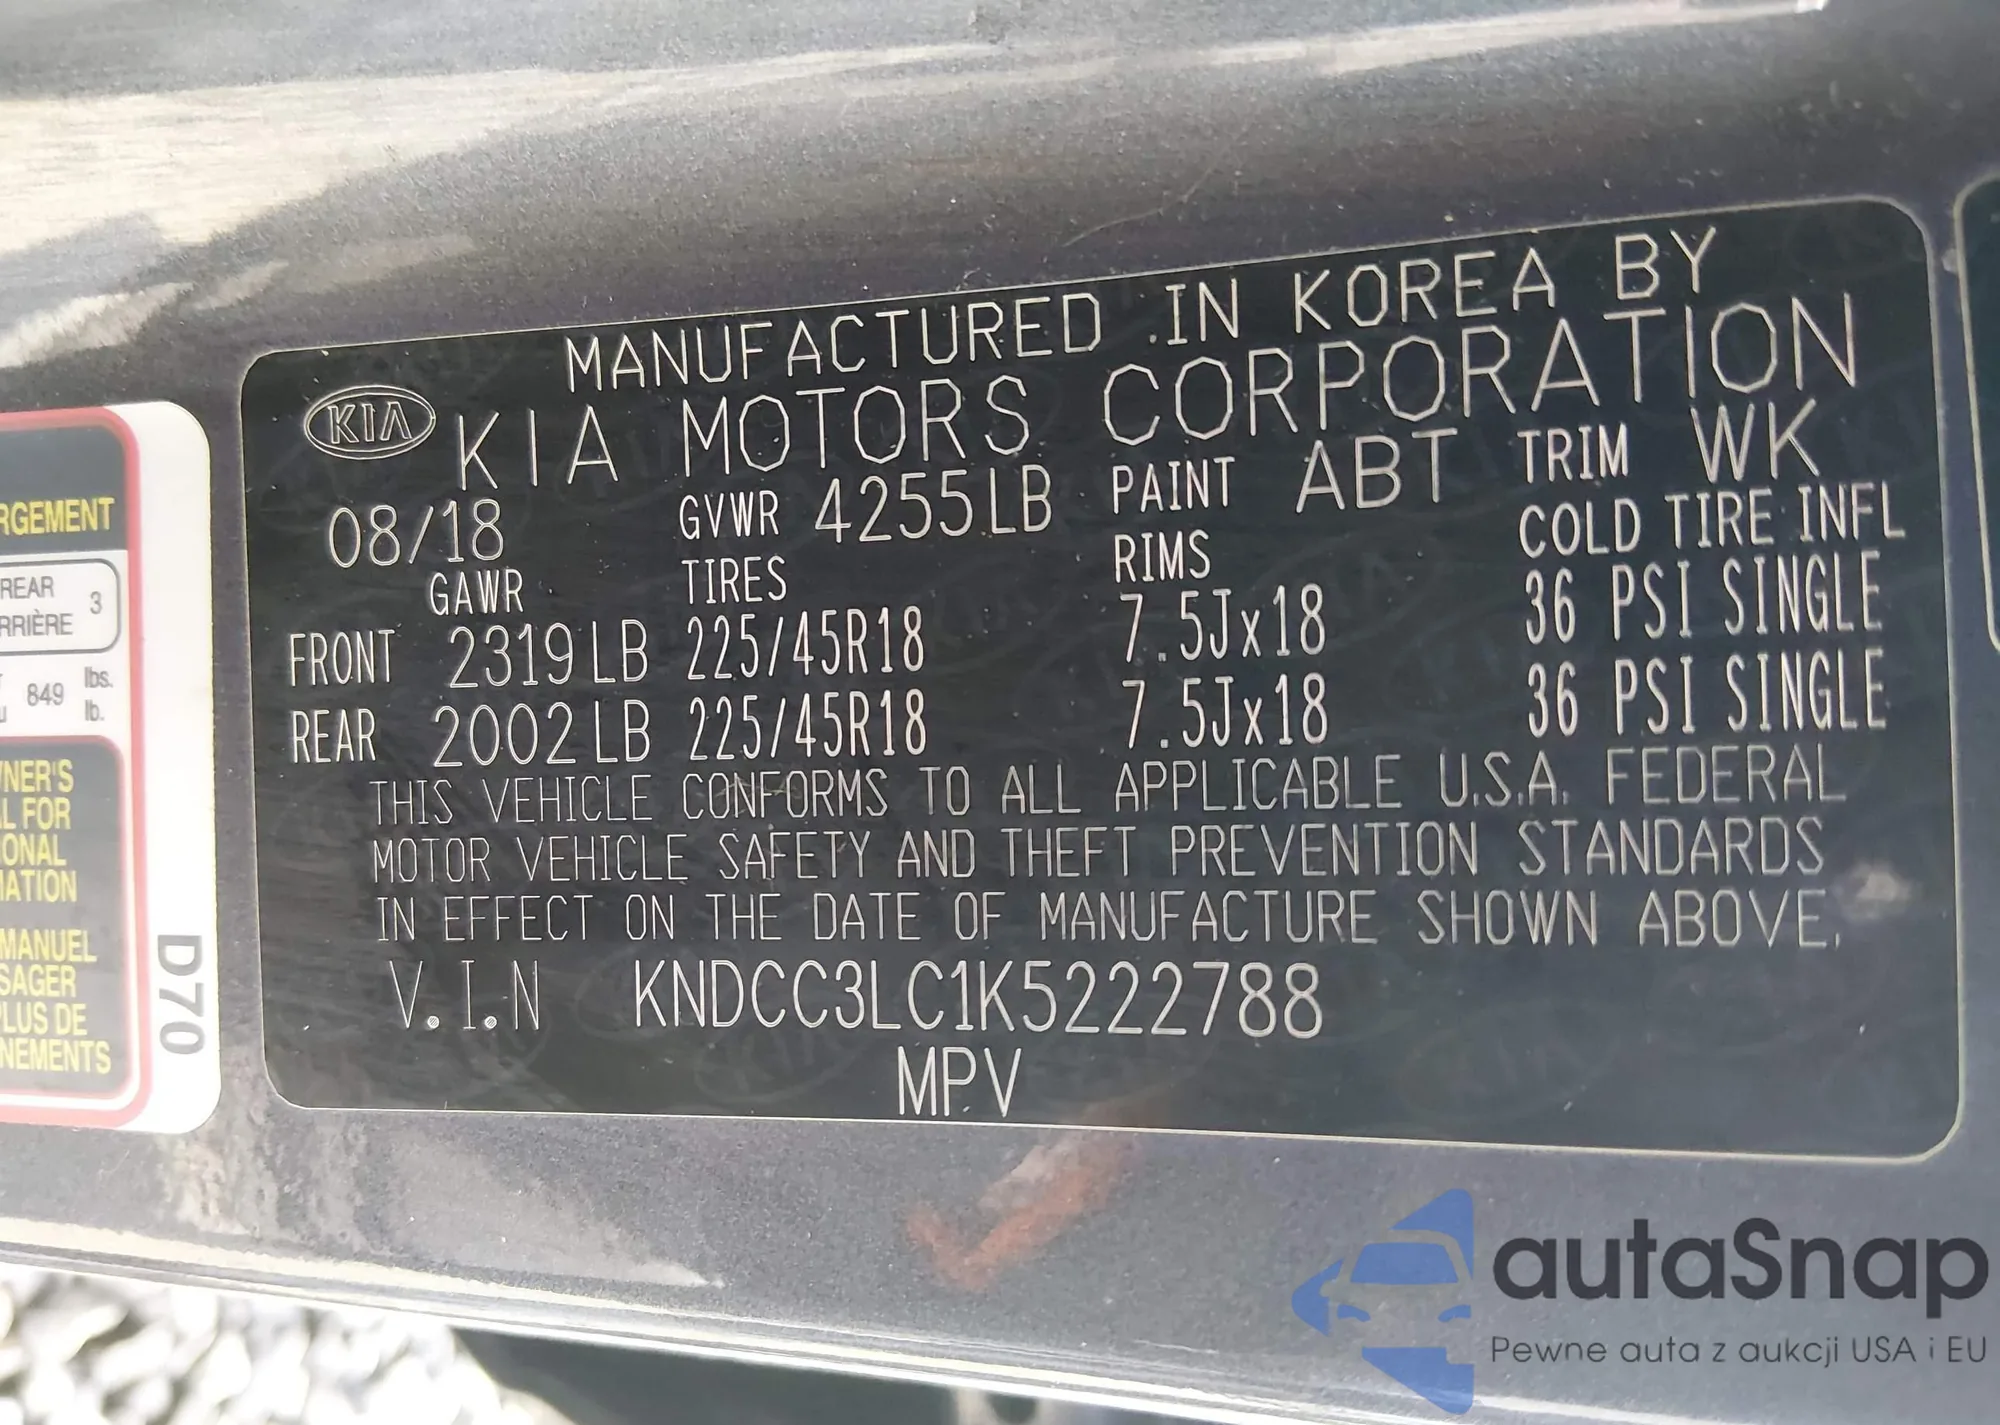 MANUFACTURED IN KOREA BY
KIA KIA MOTORS CORPORATION
08/18 GVWR 4255LB PAINT ABT TRIM WK
GAWR TIRES RIMS COLD TIRE INFL
FRONT 2319LB 225/45R18 7.5Jx18 36 PSI SINGLE
REAR 2002LB 225/45R18 7.5Jx18 36 PSI SINGLE
THIS VEHICLE CONFORMS TO ALL APPLICABLE U.S.A. FEDERAL
MOTOR VEHICLE SAFETY AND THEFT PREVENTION STANDARDS
IN EFFECT ON THE DATE OF MANUFACTURE SHOWN ABOVE.
V.I.N KNDCC3LC1K5222788
MPV
RGEMENT
REAR 3
RRIÈRE
849 lbs.
lb.
NER'S
L FOR
ONAL
MATION
MANUEL
SAGER
PLUS DE
NEMENTS
D70
autaSnap
Pewne auta z aukcji USA i EU